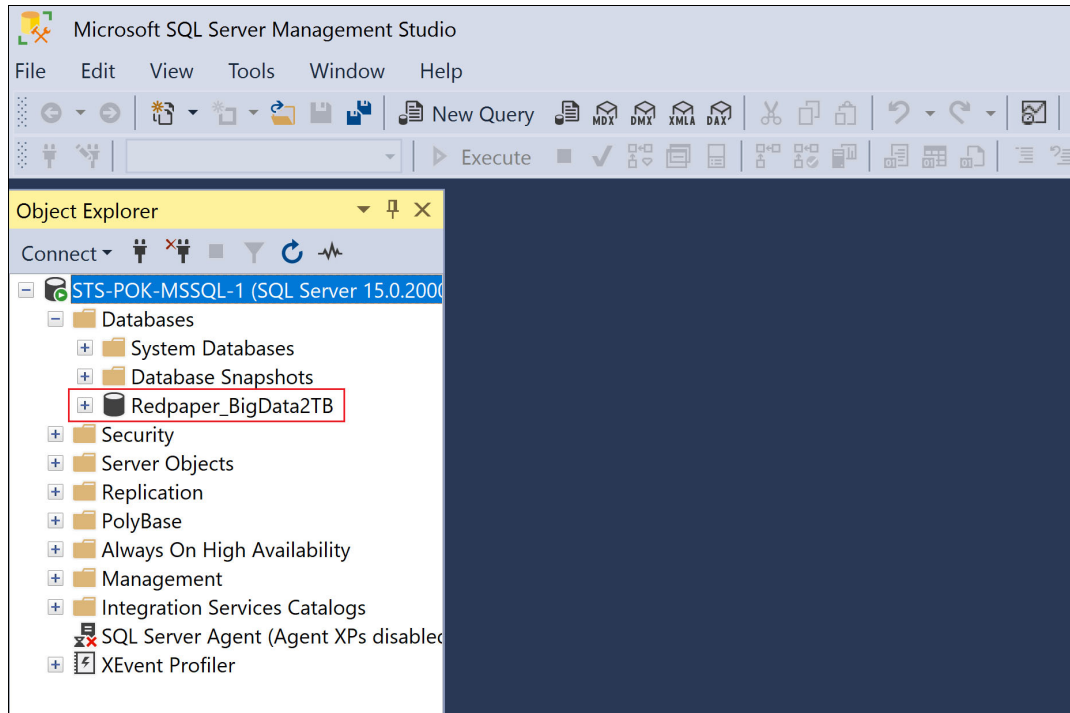 Microsoft SQL Server Management Studio
File Edit View Tools Window Help
New Query MDX DMX XMLA DAX
Execute
Object Explorer
Connect
STS-POK-MSSQL-1 (SQL Server 15.0.2000
Databases
System Databases
Database Snapshots
Redpaper_BigData2TB
Security
Server Objects
Replication
PolyBase
Always On High Availability
Management
Integration Services Catalogs
SQL Server Agent (Agent XPs disabled
XEvent Profiler